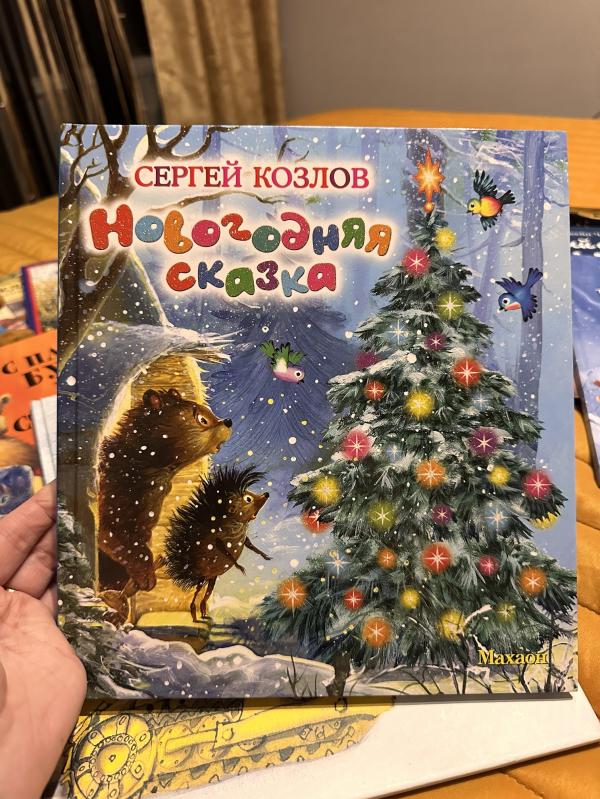 СЕРГЕЙ КОЗЛОВ
Новогодняя
сказка
Махаон